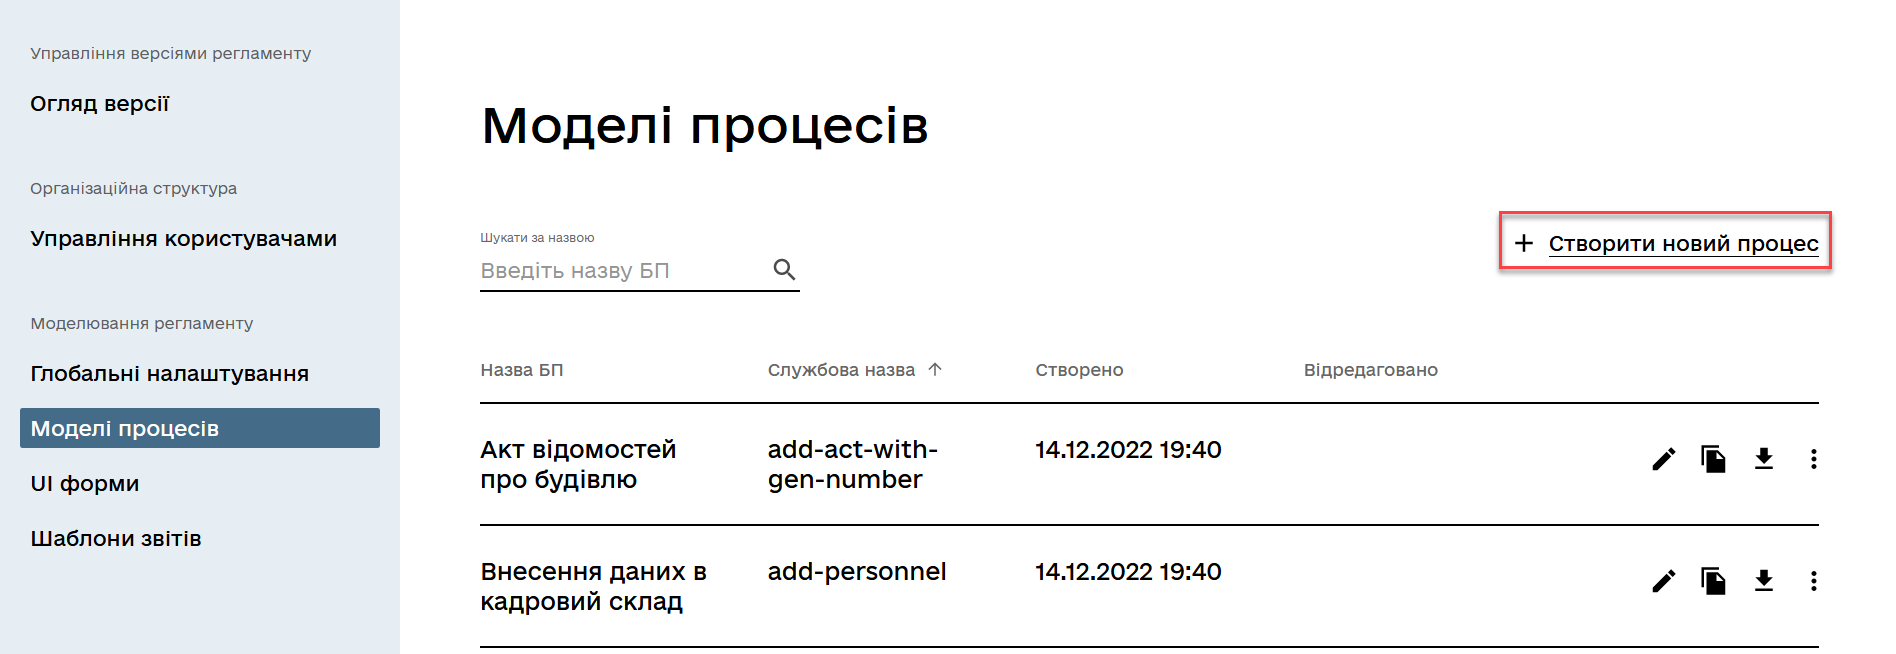 Управління версіями регламенту
Огляд версії
Організаційна структура
Управління користувачами
Моделювання регламенту
Глобальні налаштування
Моделі процесів
UI форми
Шаблони звітів
Моделі процесів
Шукати за назвою
Введіть назву БП
+ Створити новий процес
Назва БП Службова назва ↑ Створено Відредаговано
Акт відомостей add-act-with- 14.12.2022 19:40
про будівлю gen-number
Внесення даних в add-personnel 14.12.2022 19:40
кадровий склад